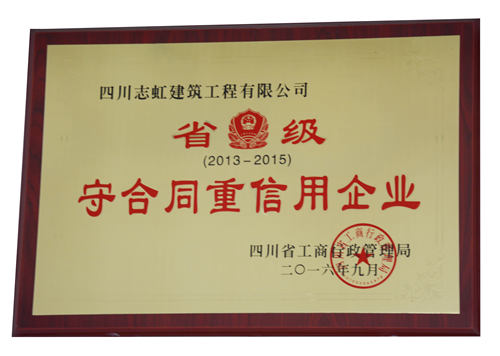 四川志虹建筑工程有限公司
省级
(2013-2015)
守合同重信用企业
四川省工商行政管理局
二〇一六年九月